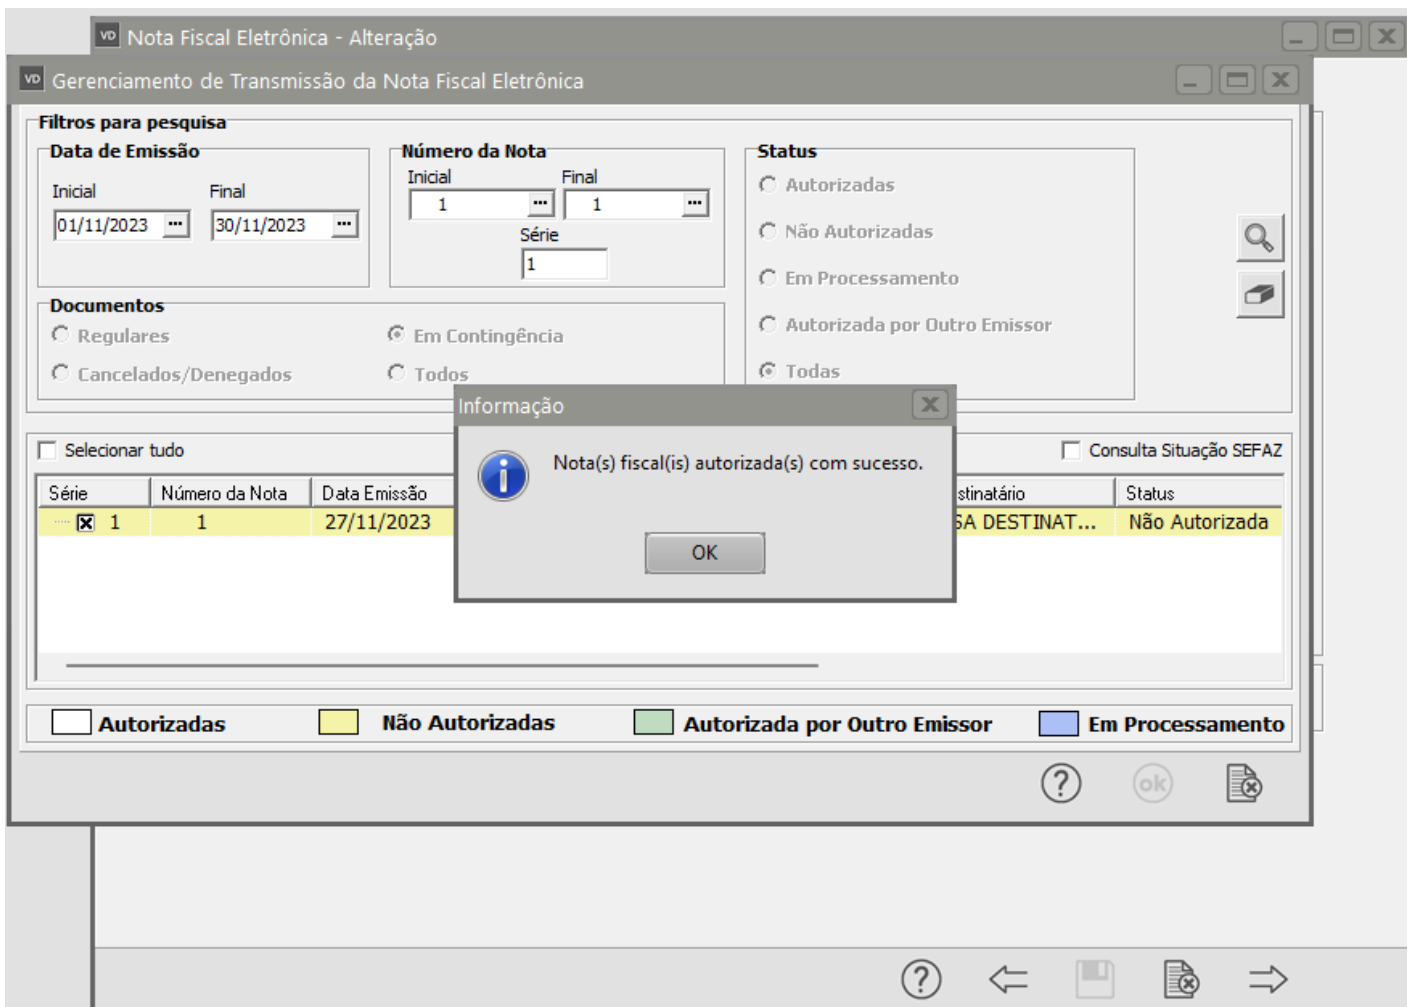 VD Nota Fiscal Eletrônica - Alteração
VD Gerenciamento de Transmissão da Nota Fiscal Eletrônica
Filtros para pesquisa
Data de Emissão
Inicial Final
01/11/2023 ... 30/11/2023 ...
Número da Nota
Inicial Final
1 ... 1 ...
Série
1
Status
Autorizadas
Não Autorizadas
Em Processamento
Autorizada por Outro Emissor
Todas
Documentos
Regulares Em Contingência
Cancelados/Denegados Todos
Informação
Nota(s) fiscal(is) autorizada(s) com sucesso.
OK
Selecionar tudo Consulta Situação SEFAZ
Série Número da Nota Data Emissão stinatário Status
1 1 27/11/2023 SA DESTINAT... Não Autorizada
Autorizadas Não Autorizadas Autorizada por Outro Emissor Em Processamento
? ok
?